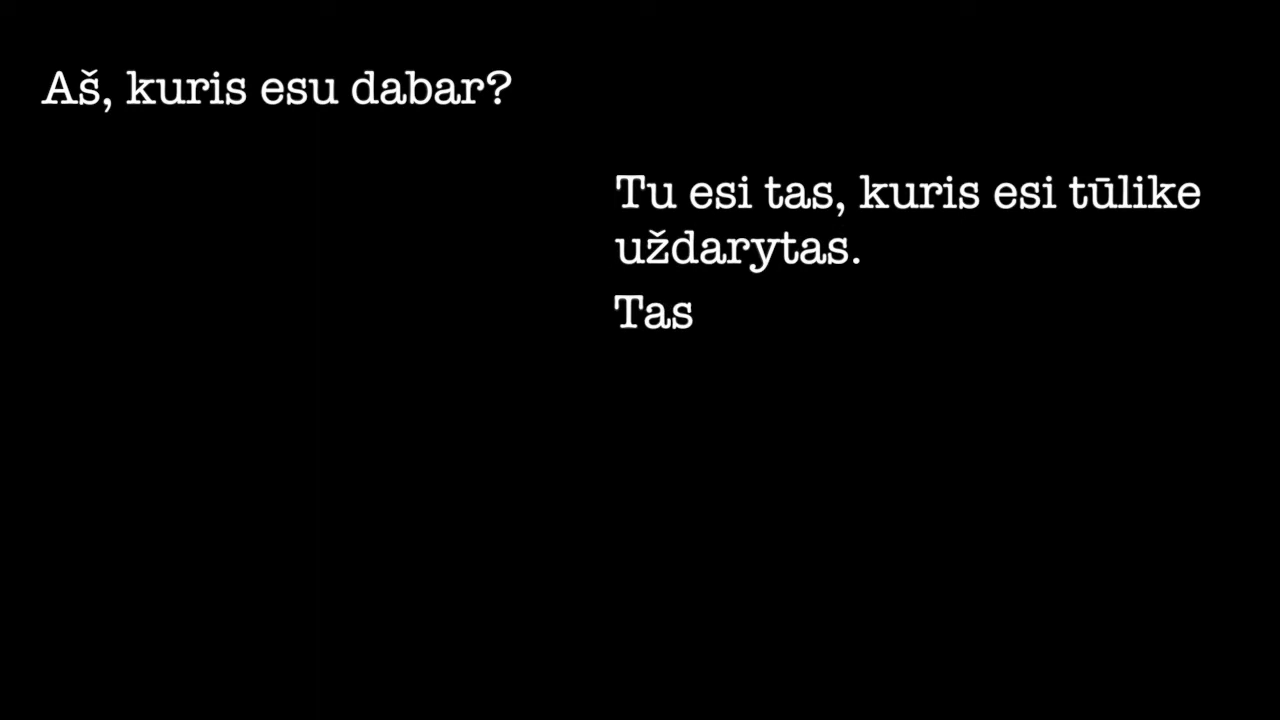 Aš, kuris esu dabar?
Tu esi tas, kuris esi tūlike
uždarytas.
Tas